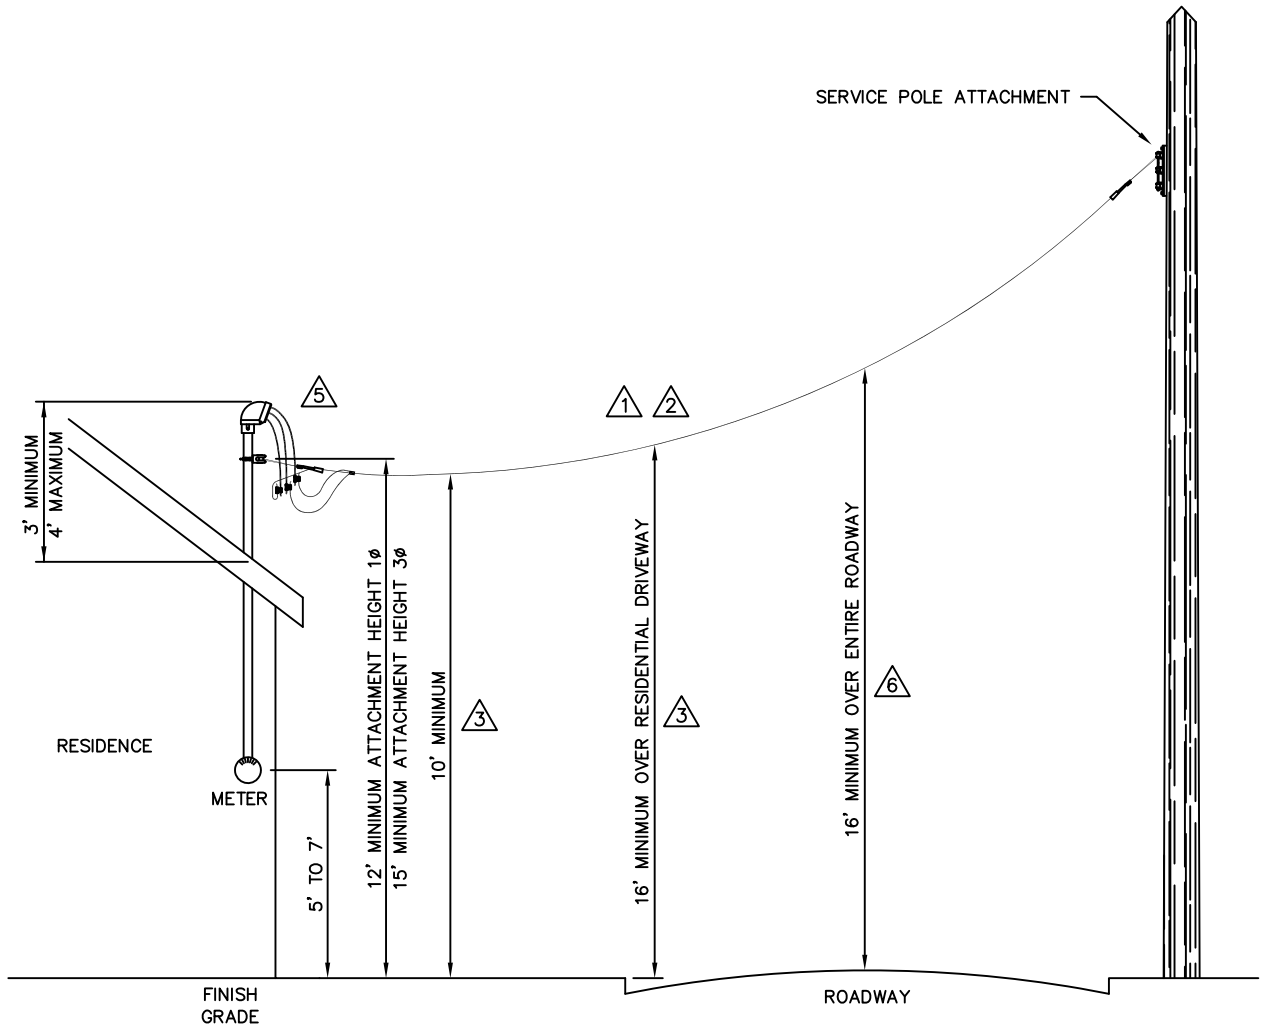 SERVICE POLE ATTACHMENT
5
1
2
3' MINIMUM
4' MAXIMUM
12' MINIMUM ATTACHMENT HEIGHT 1ø
15' MINIMUM ATTACHMENT HEIGHT 3ø
10' MINIMUM
3
16' MINIMUM OVER RESIDENTIAL DRIVEWAY
3
16' MINIMUM OVER ENTIRE ROADWAY
6
RESIDENCE
METER
5' TO 7'
FINISH
GRADE
ROADWAY